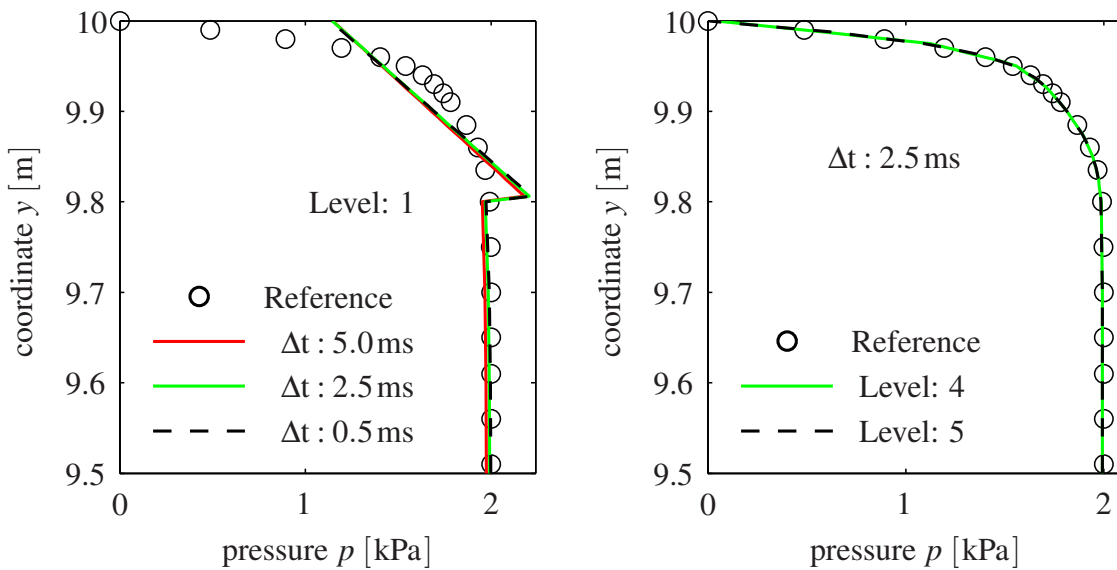 10
9.9
9.8
9.7
9.6
9.5
coordinate y [m]
Level: 1
Reference
Δt : 5.0 ms
Δt : 2.5 ms
Δt : 0.5 ms
0
1
2
pressure p [kPa]
10
9.9
9.8
9.7
9.6
9.5
coordinate y [m]
Δt : 2.5 ms
Reference
Level: 4
Level: 5
0
1
2
pressure p [kPa]